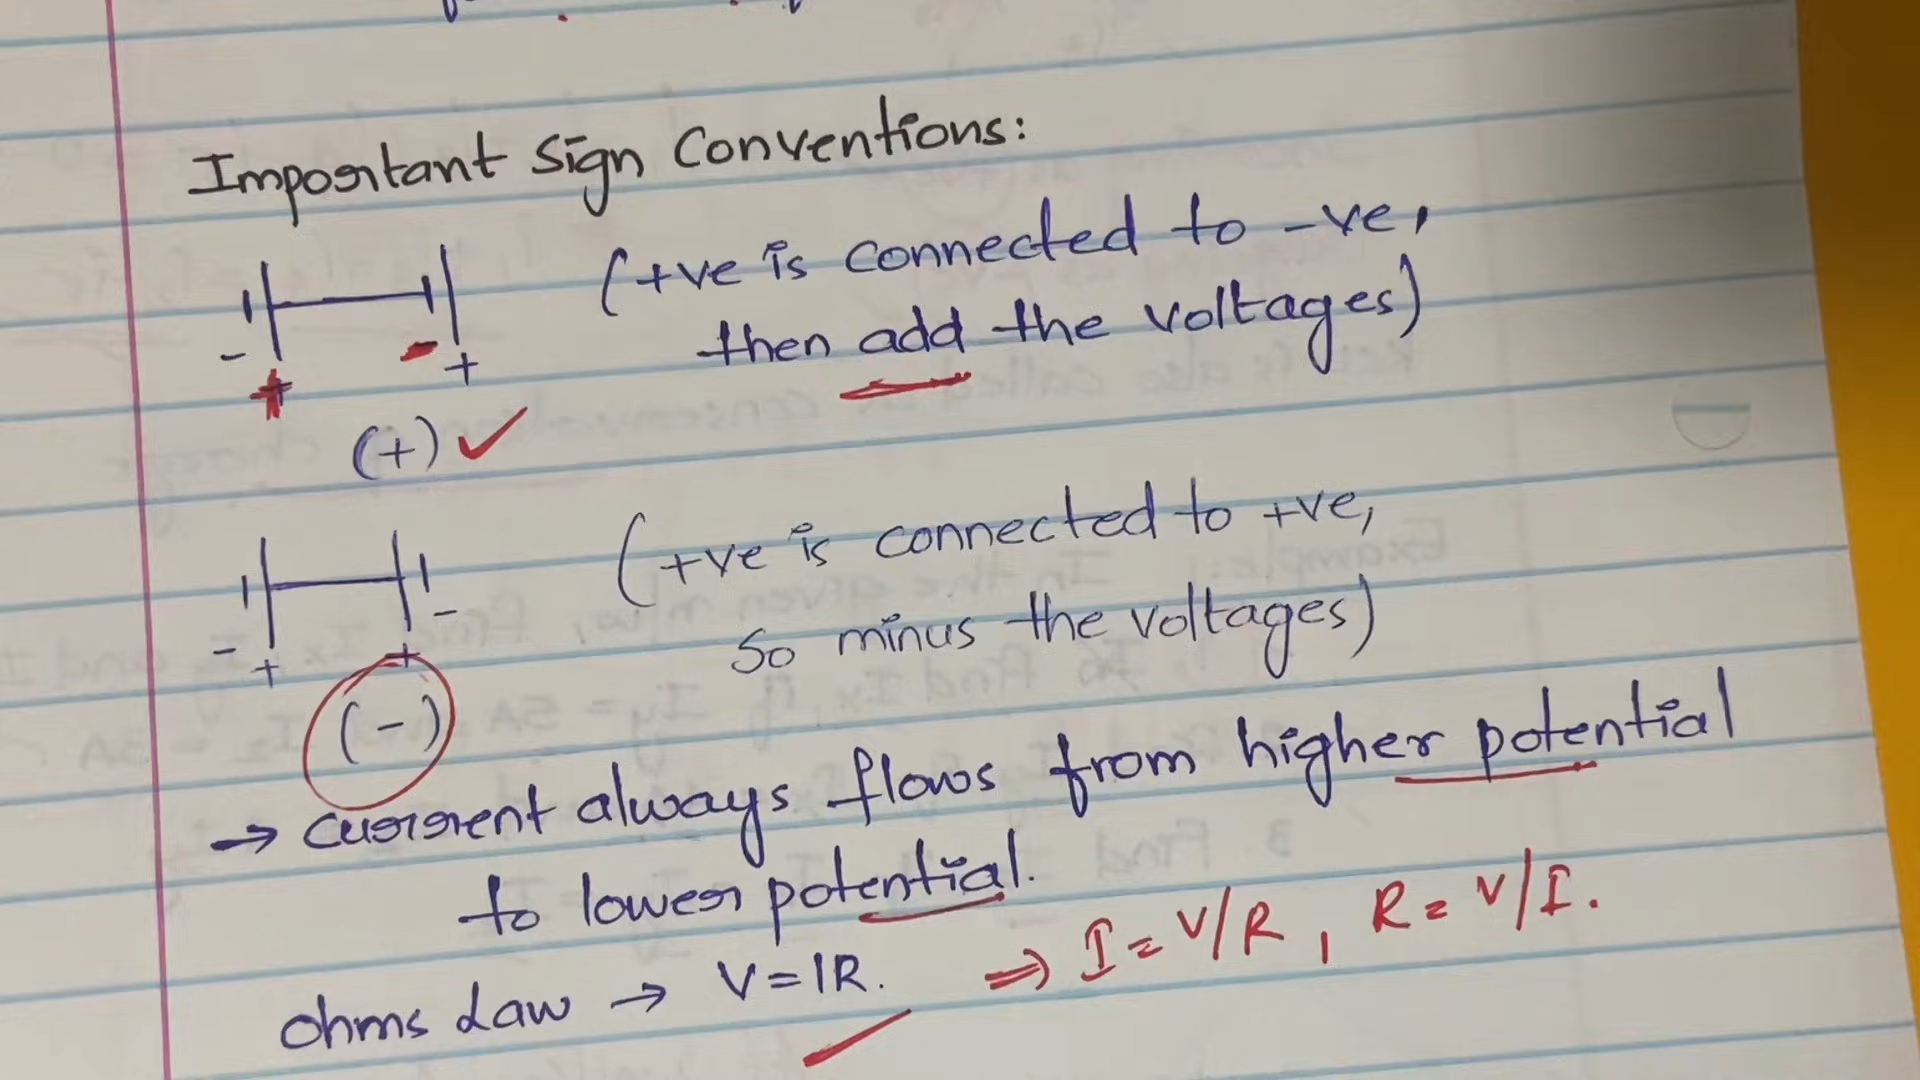 Important Sign Conventions:
(+ve is connected to -ve,
then add the voltages)
- + - +
(+) ✓
(+ve is connected to +ve,
so minus the voltages)
- + + -
(-)
→ current always flows from higher potential
to lower potential.
ohms Law → V=IR. ⇒ I = V/R, R = V/I.